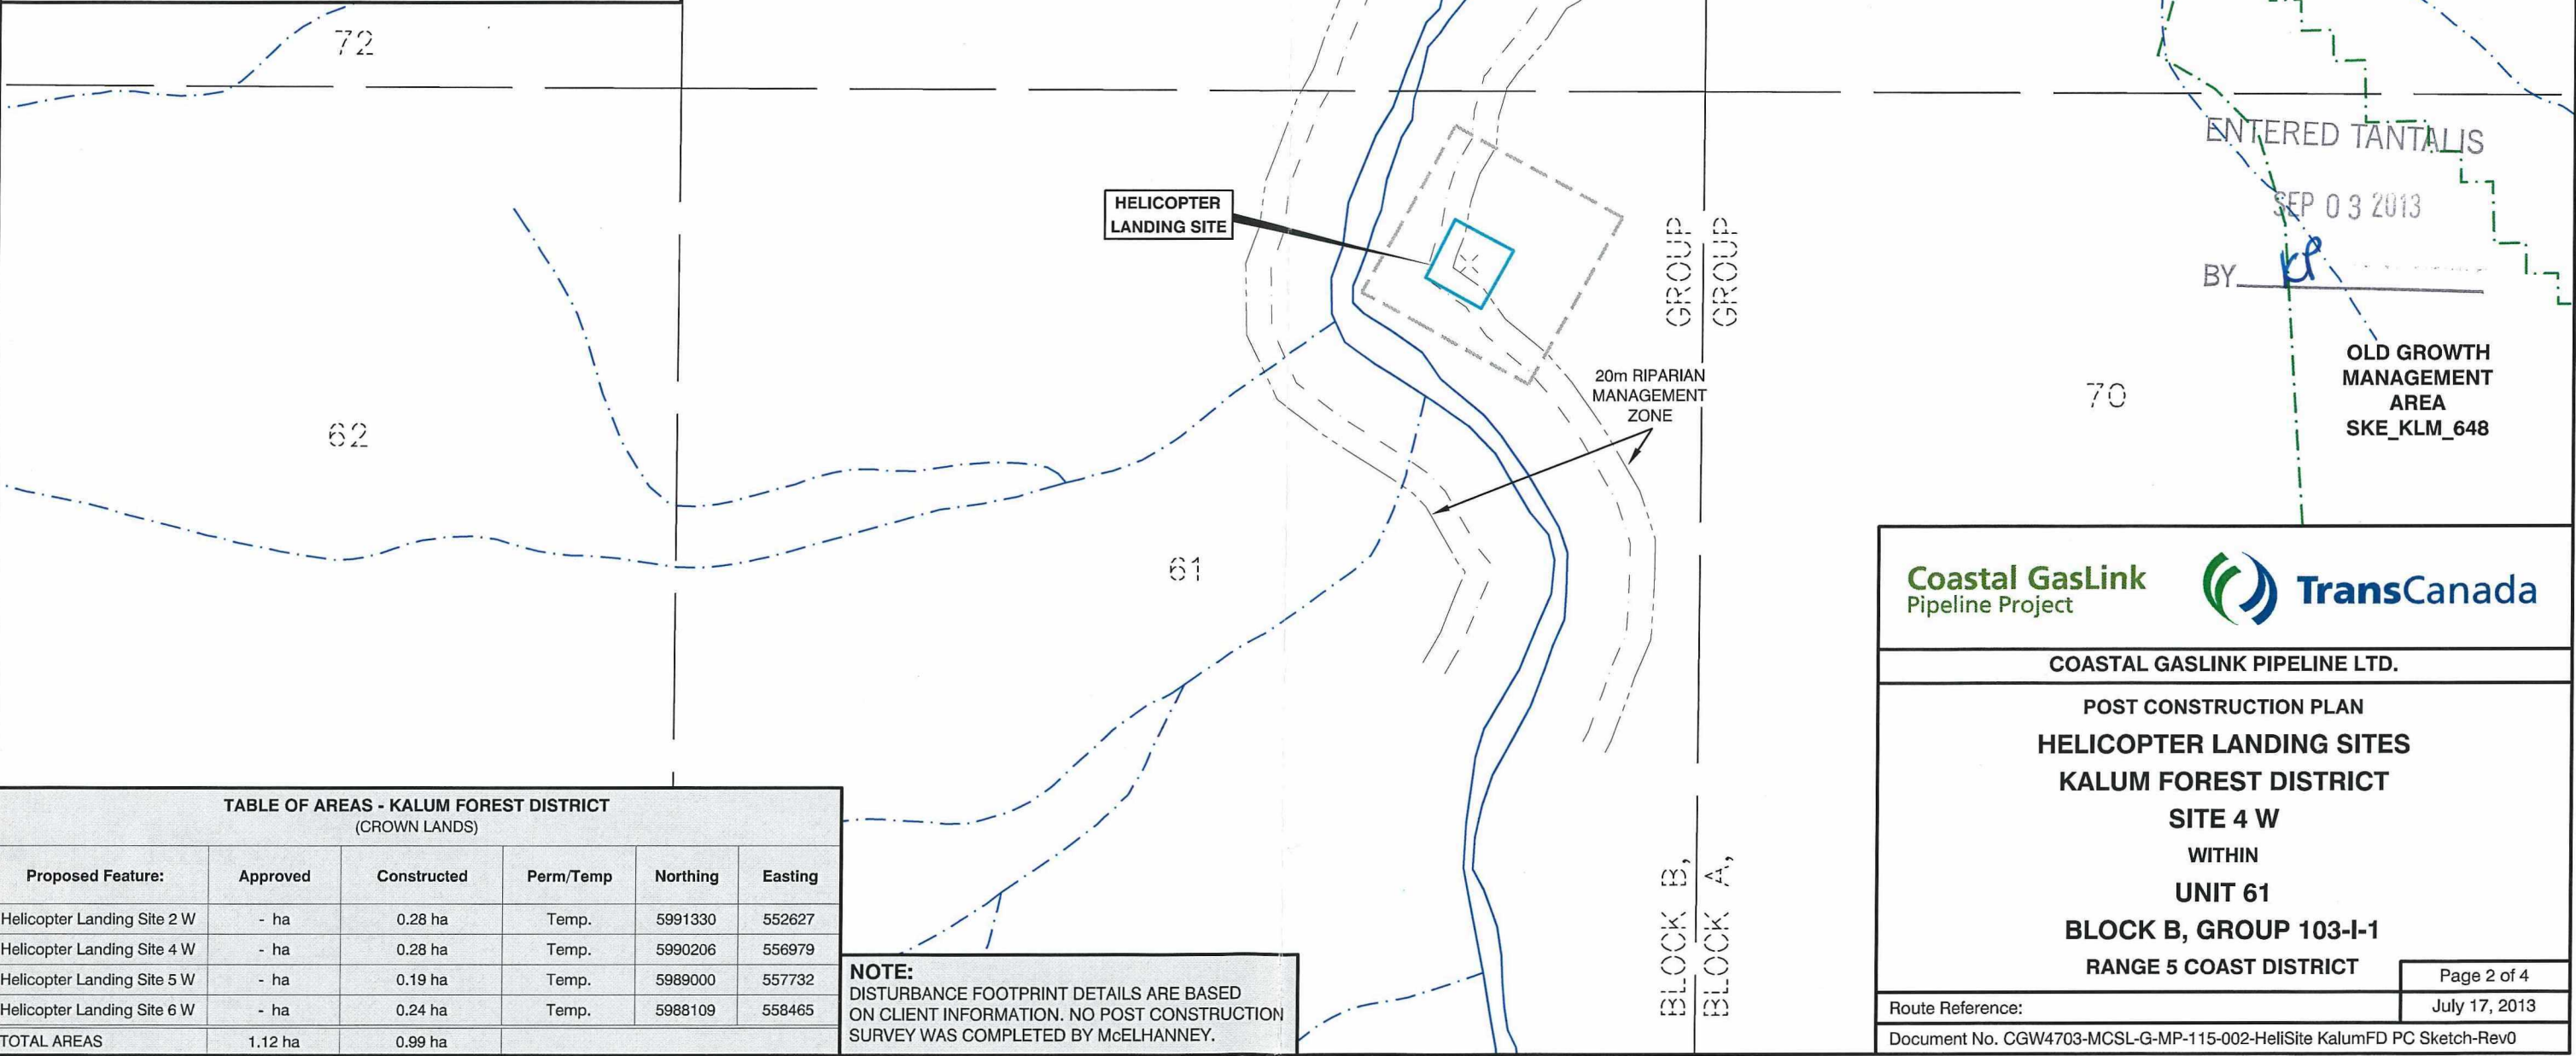 72
HELICOPTER
LANDING SITE
GROUP
GROUP
ENTERED TANTALIS
SEP 03 2013
BY
20m RIPARIAN
MANAGEMENT
ZONE
70
OLD GROWTH
MANAGEMENT
AREA
SKE_KLM_648
62
61
BLOCK B,
BLOCK A,
Coastal GasLink
Pipeline Project
TransCanada
COASTAL GASLINK PIPELINE LTD.
POST CONSTRUCTION PLAN
HELICOPTER LANDING SITES
KALUM FOREST DISTRICT
SITE 4 W
WITHIN
UNIT 61
BLOCK B, GROUP 103-I-1
RANGE 5 COAST DISTRICT
Page 2 of 4
Route Reference:
July 17, 2013
Document No. CGW4703-MCSL-G-MP-115-002-HeliSite KalumFD PC Sketch-Rev0
TABLE OF AREAS - KALUM FOREST DISTRICT
(CROWN LANDS)
Proposed Feature: Approved Constructed Perm/Temp Northing Easting
Helicopter Landing Site 2 W - ha 0.28 ha Temp. 5991330 552627
Helicopter Landing Site 4 W - ha 0.28 ha Temp. 5990206 556979
Helicopter Landing Site 5 W - ha 0.19 ha Temp. 5989000 557732
Helicopter Landing Site 6 W - ha 0.24 ha Temp. 5988109 558465
TOTAL AREAS 1.12 ha 0.99 ha
NOTE:
DISTURBANCE FOOTPRINT DETAILS ARE BASED
ON CLIENT INFORMATION. NO POST CONSTRUCTION
SURVEY WAS COMPLETED BY McELHANNEY.